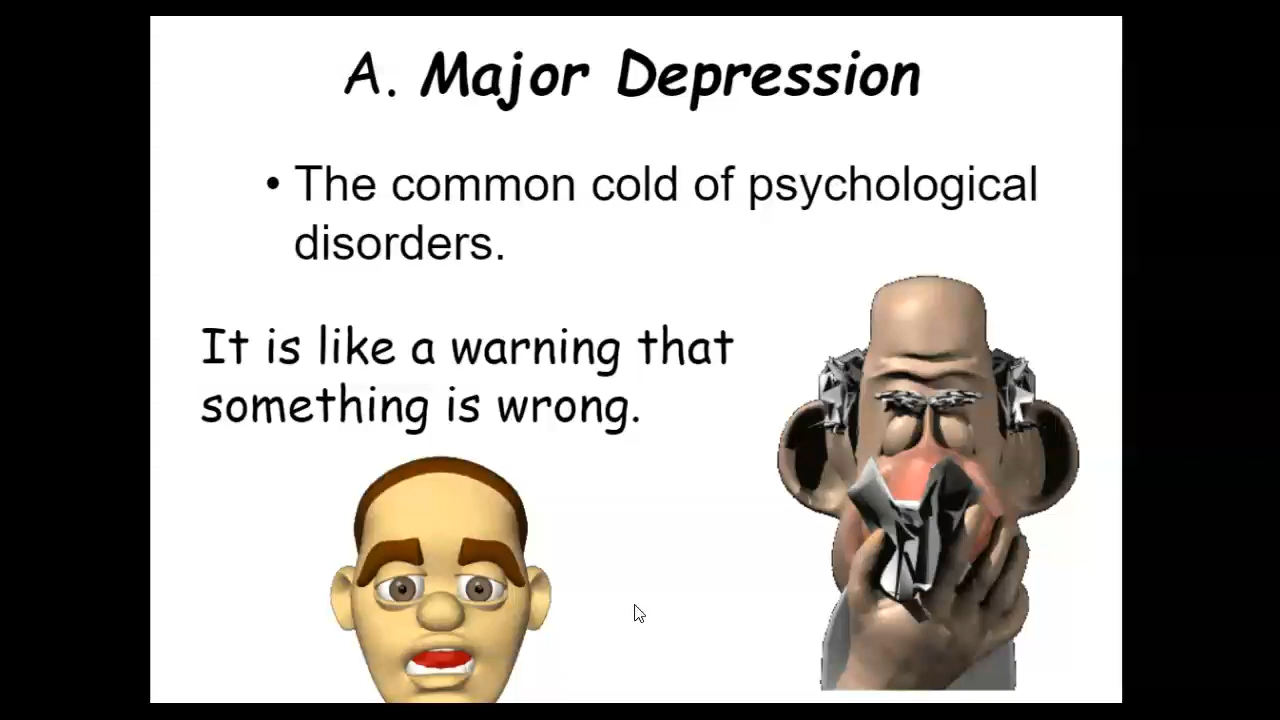 A. Major Depression
• The common cold of psychological
disorders.
It is like a warning that
something is wrong.